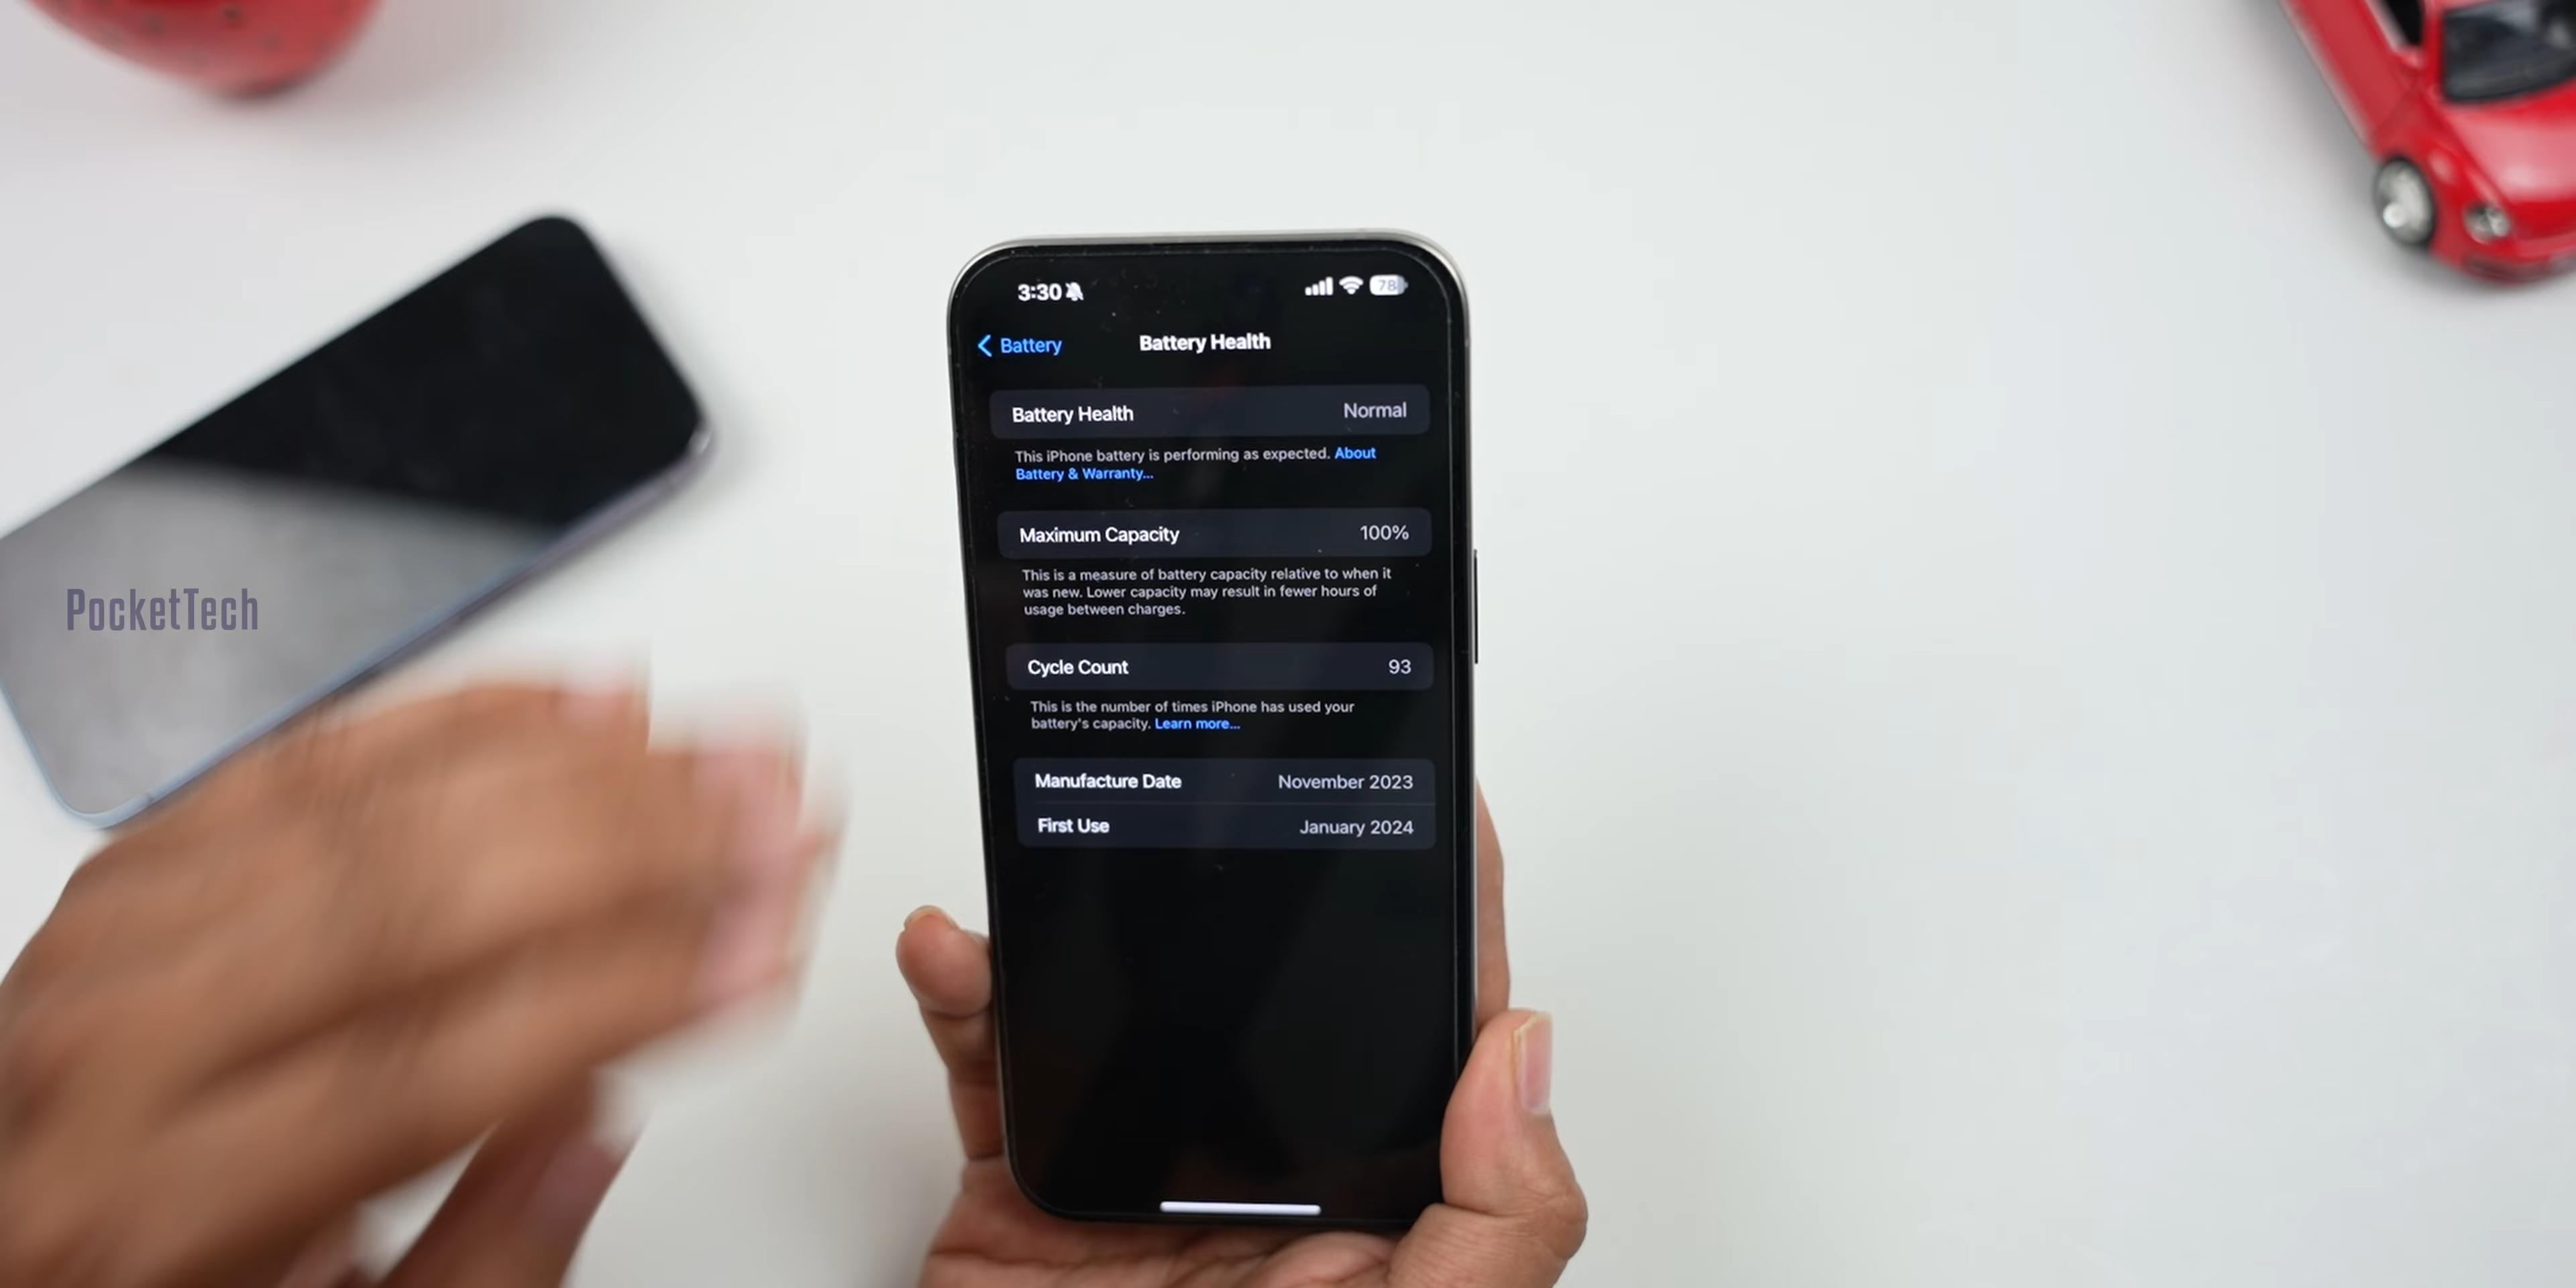 3:30
78
Battery
Battery Health
Battery Health
Normal
This iPhone battery is performing as expected. About
Battery & Warranty...
Maximum Capacity
100%
This is a measure of battery capacity relative to when it
was new. Lower capacity may result in fewer hours of
usage between charges.
Cycle Count
93
This is the number of times iPhone has used your
battery's capacity. Learn more...
Manufacture Date
November 2023
First Use
January 2024
PocketTech